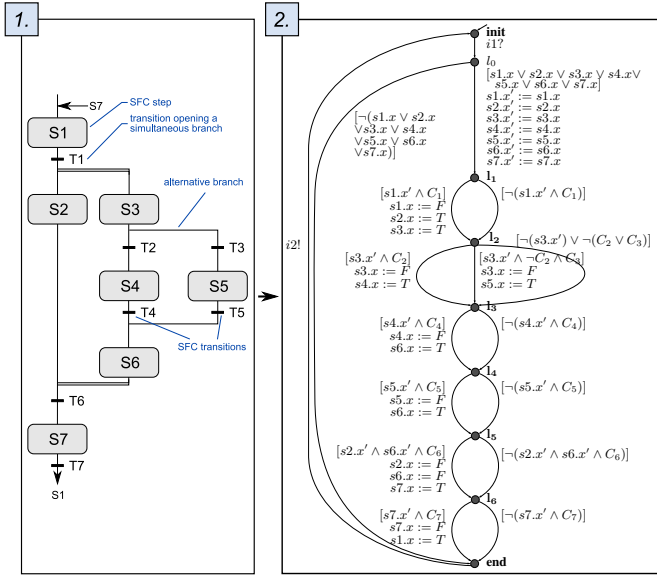 1.
S7
SFC step
S1
transition opening a
simultaneous branch
T1
S2
S3
alternative branch
T2
T3
S4
S5
T4
T5
SFC transitions
S6
T6
S7
T7
S1
2.
init
i1?
l₀
[s1.x ∨ s2.x ∨ s3.x ∨ s4.x∨
s5.x ∨ s6.x ∨ s7.x]
s1.x′ := s1.x
s2.x′ := s2.x
s3.x′ := s3.x
s4.x′ := s4.x
s5.x′ := s5.x
s6.x′ := s6.x
s7.x′ := s7.x
[¬(s1.x ∨ s2.x
∨s3.x ∨ s4.x
∨s5.x ∨ s6.x
∨s7.x)]
i2!
l₁
[s1.x′ ∧ C₁]
s1.x := F
s2.x := T
s3.x := T
[¬(s1.x′ ∧ C₁)]
l₂
[¬(s3.x′) ∨ ¬(C₂ ∨ C₃)]
[s3.x′ ∧ C₂]
s3.x := F
s4.x := T
[s3.x′ ∧ ¬C₂ ∧ C₃]
s3.x := F
s5.x := T
l₃
[s4.x′ ∧ C₄]
s4.x := F
s6.x := T
[¬(s4.x′ ∧ C₄)]
l₄
[s5.x′ ∧ C₅]
s5.x := F
s6.x := T
[¬(s5.x′ ∧ C₅)]
l₅
[s2.x′ ∧ s6.x′ ∧ C₆]
s2.x := F
s6.x := F
s7.x := T
[¬(s2.x′ ∧ s6.x′ ∧ C₆)]
l₆
[s7.x′ ∧ C₇]
s7.x := F
s1.x := T
[¬(s7.x′ ∧ C₇)]
end